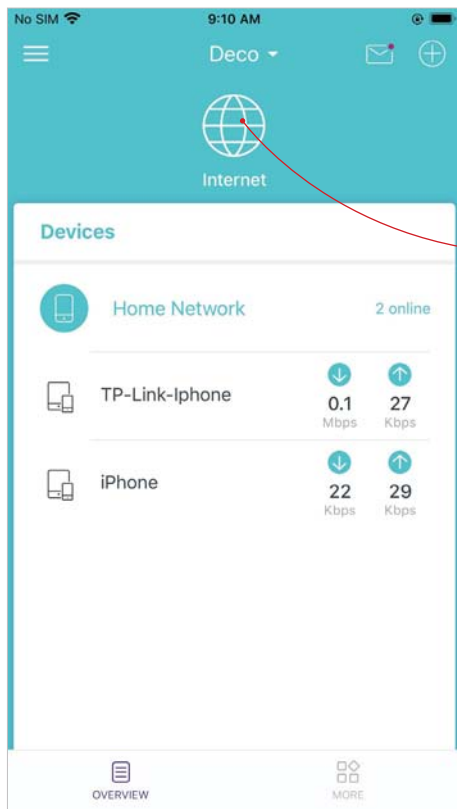 No SIM 9:10 AM
Deco
Internet
Devices
Home Network 2 online
TP-Link-Iphone 0.1 27
Mbps Kbps
iPhone 22 29
Kbps Kbps
OVERVIEW MORE